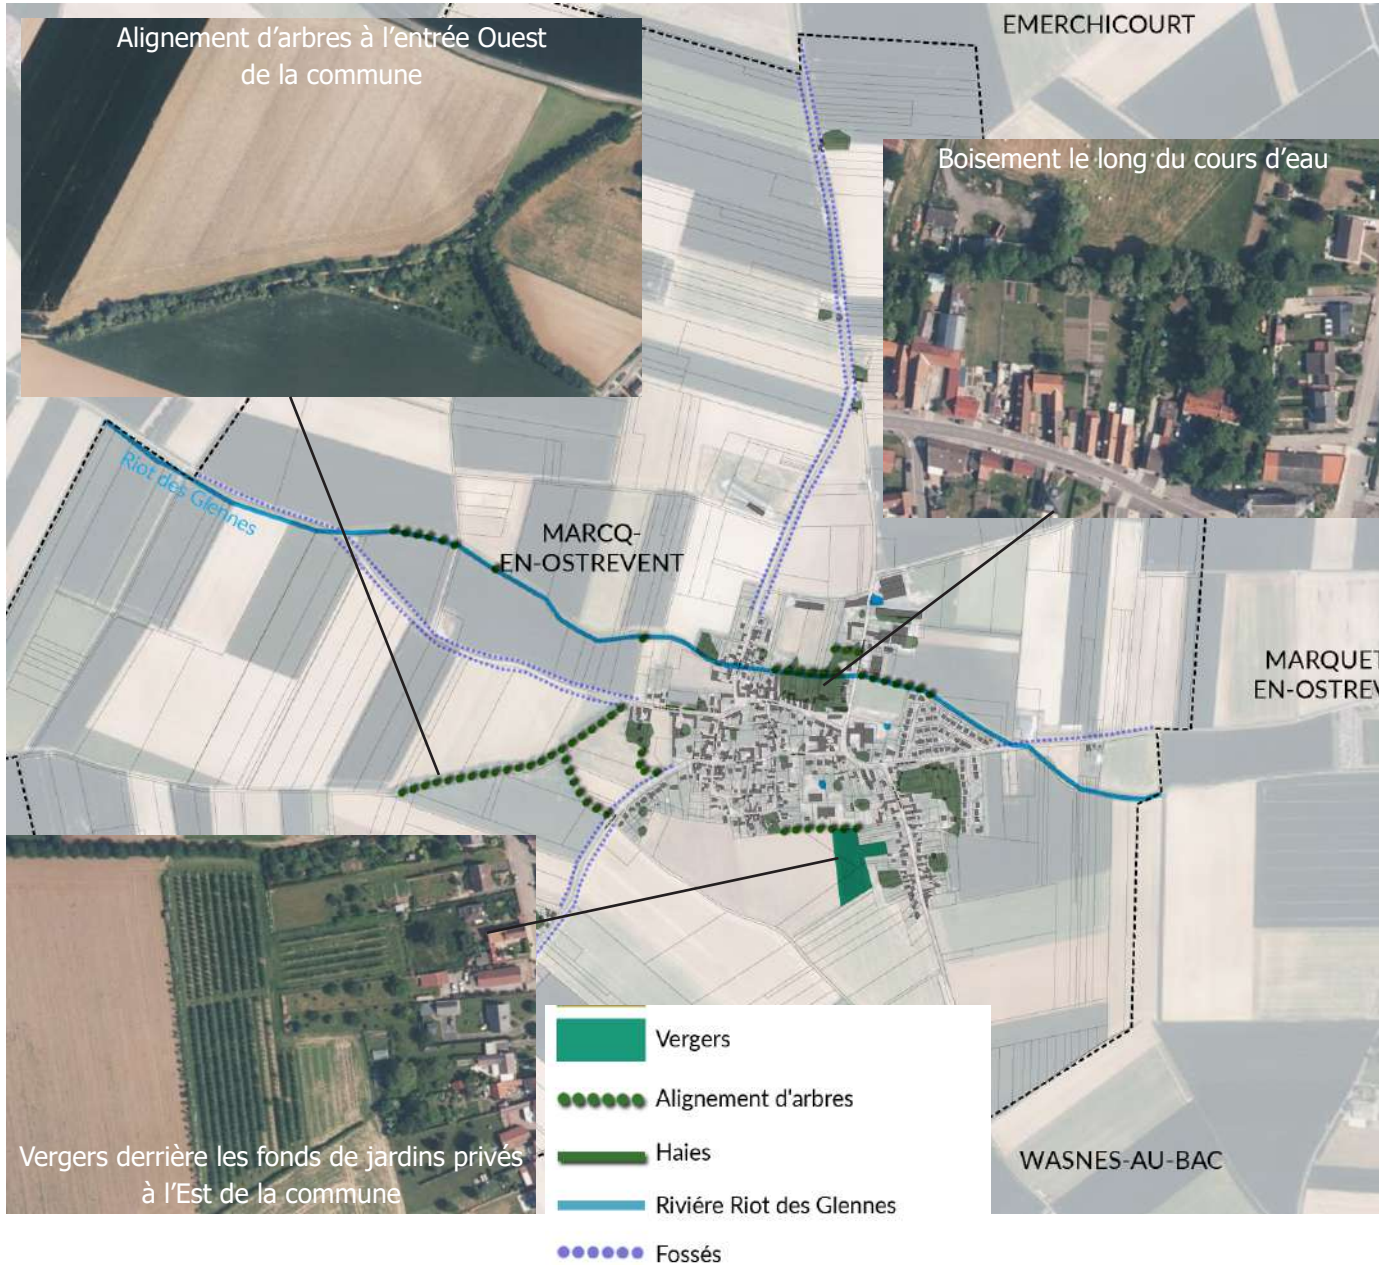 Alignement d'arbres à l'entrée Ouest
de la commune
EMERCHICOURT
Boisement le long du cours d'eau
Riot des Glennes
MARCQ-
EN-OSTREVENT
MARQUET
EN-OSTREV
Vergers derrière les fonds de jardins privés
à l'Est de la commune
WASNES-AU-BAC
Vergers
Alignement d'arbres
Haies
Riviére Riot des Glennes
Fossés